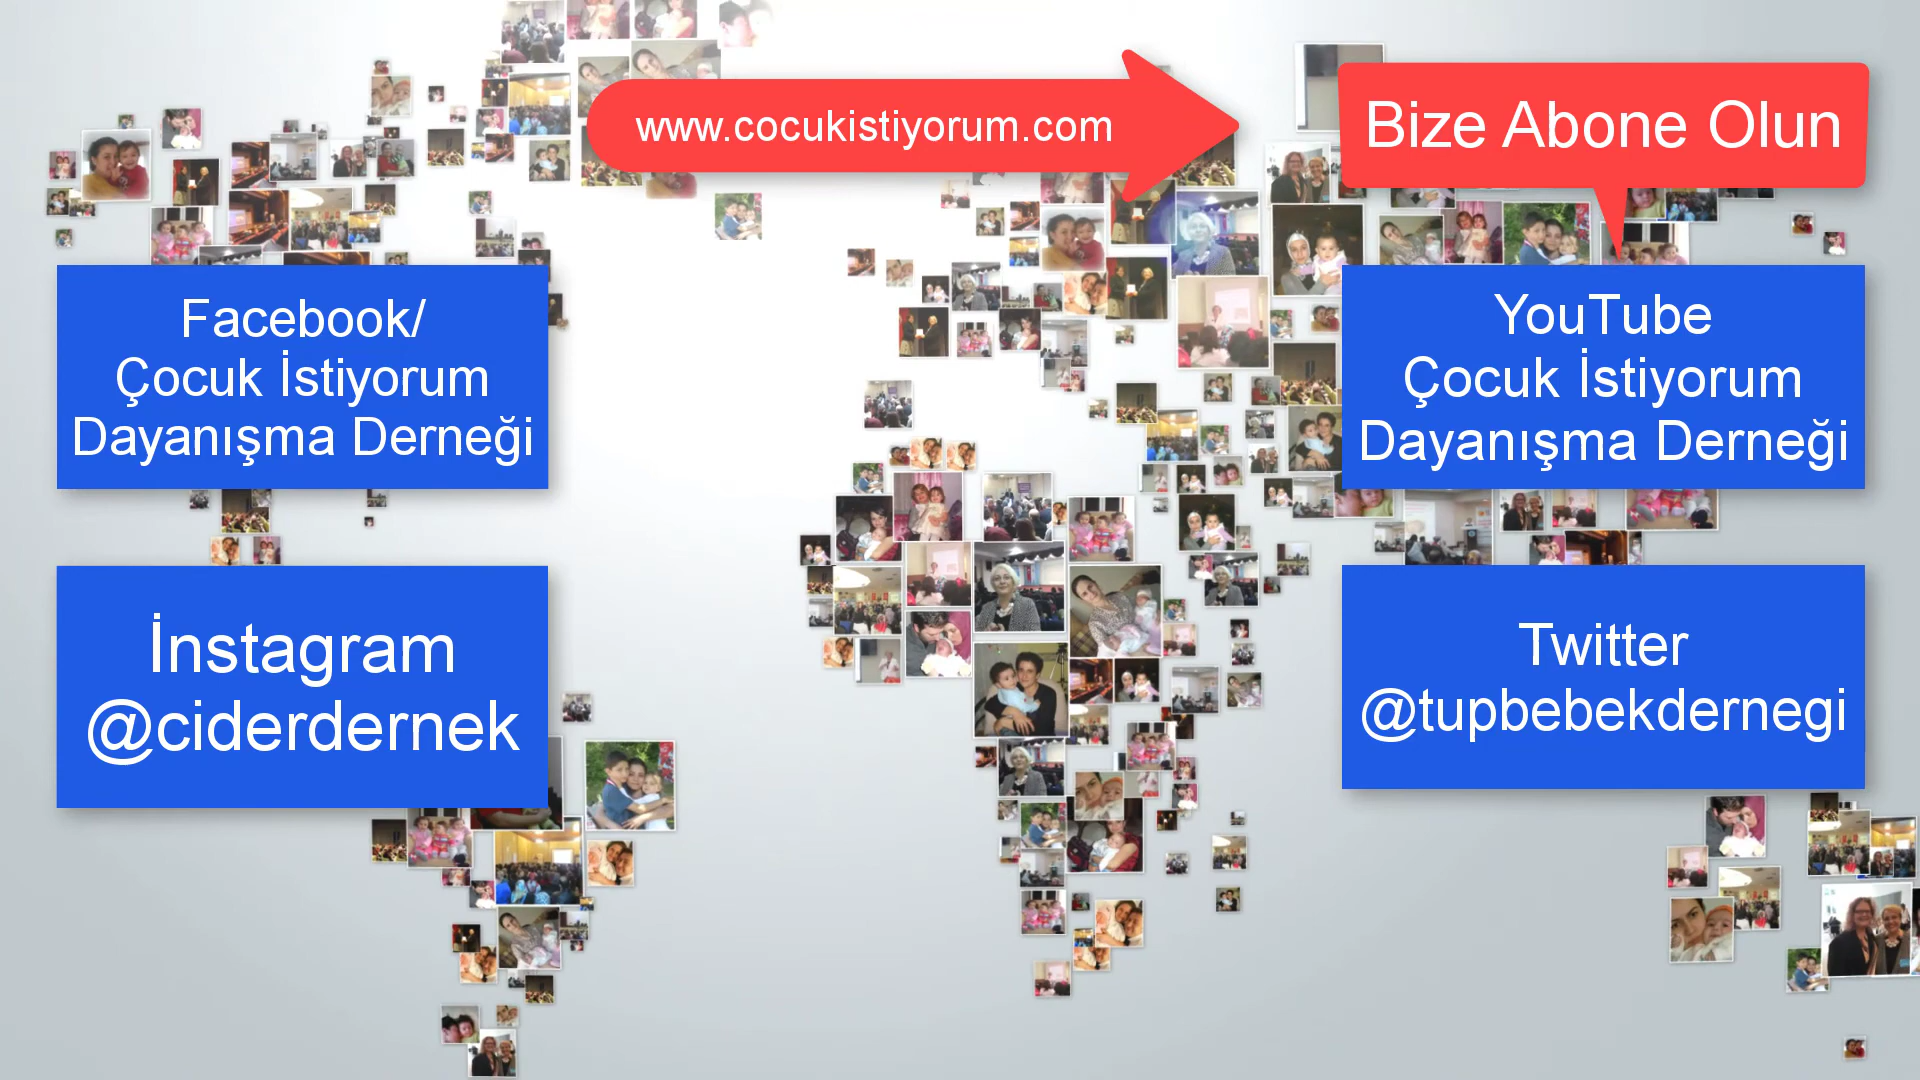 www.cocukistiyorum.com
Bize Abone Olun
Facebook/
Çocuk İstiyorum
Dayanışma Derneği
YouTube
Çocuk İstiyorum
Dayanışma Derneği
İnstagram
@ciderdernek
Twitter
@tupbebekdernegi